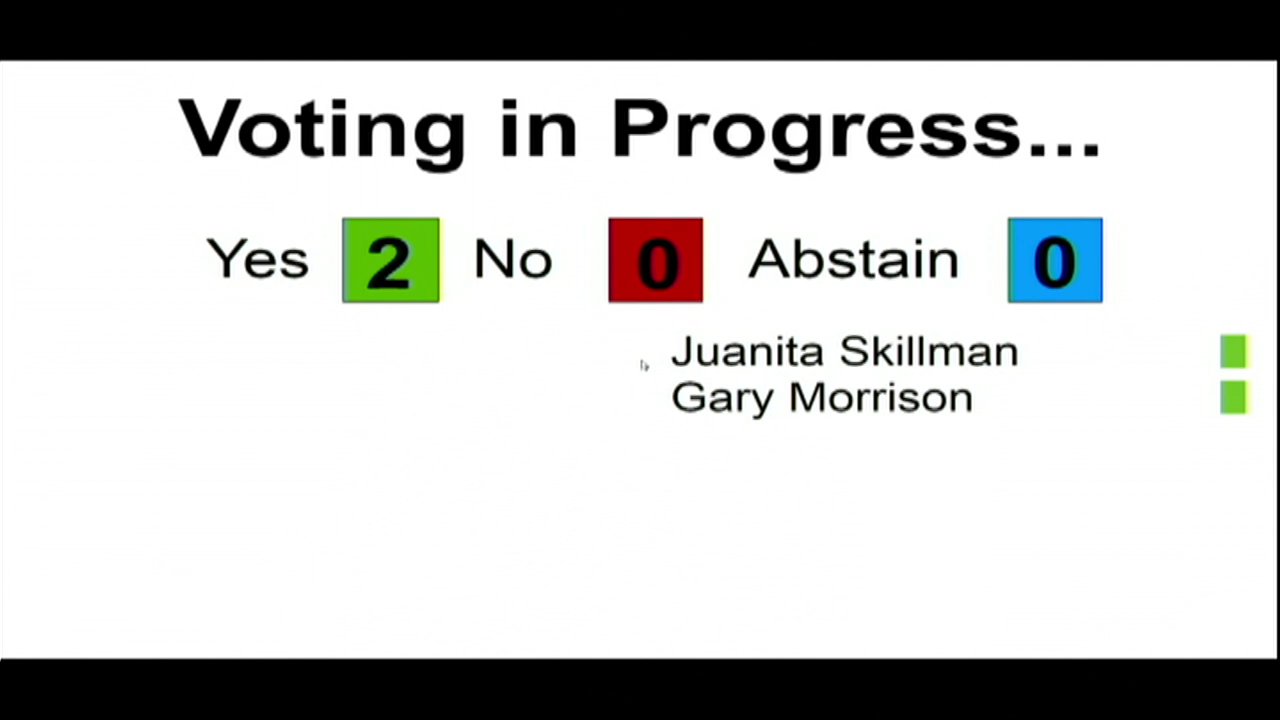 Voting in Progress...
Yes 2 No 0 Abstain 0
Juanita Skillman
Gary Morrison